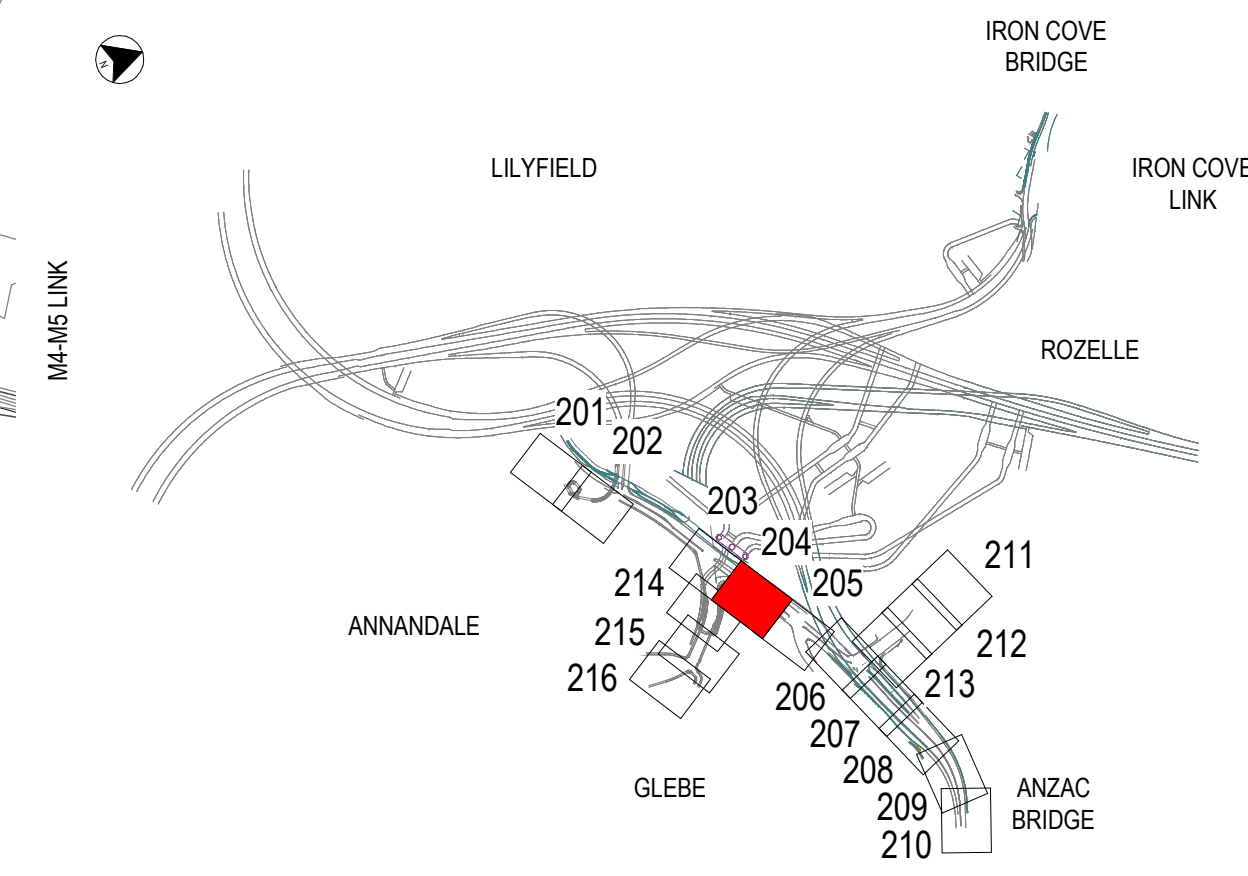 IRON COVE
BRIDGE
N
LILYFIELD
IRON COVE
LINK
M4-M5 LINK
ROZELLE
201
202
203
204
205
211
214
ANNANDALE
215
212
216
213
206
207
208
GLEBE
ANZAC
BRIDGE
209
210